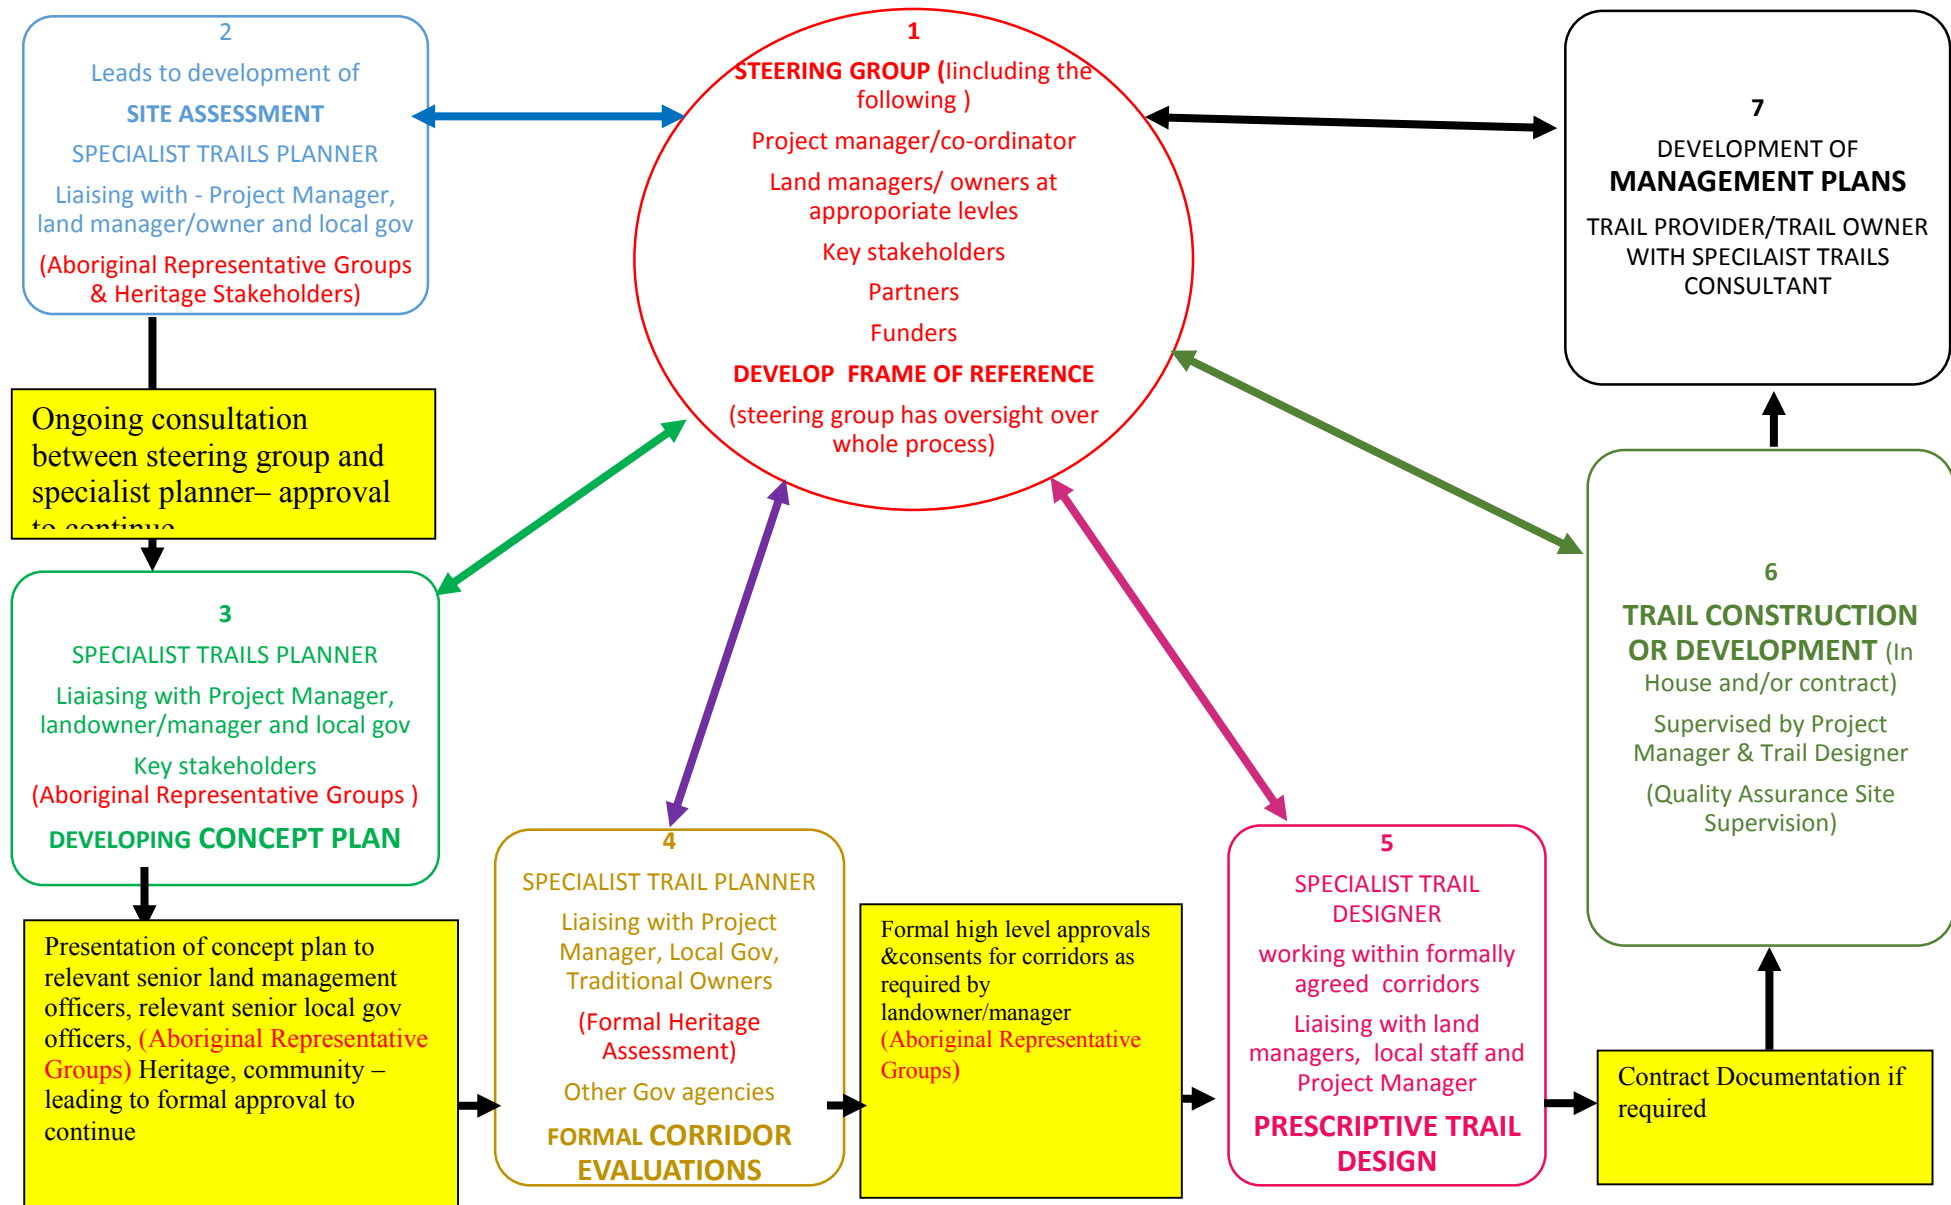 1
STEERING GROUP (Iincluding the
following )
Project manager/co-ordinator
Land managers/ owners at
approporiate levles
Key stakeholders
Partners
Funders
DEVELOP FRAME OF REFERENCE
(steering group has oversight over
whole process)
2
Leads to development of
SITE ASSESSMENT
SPECIALIST TRAILS PLANNER
Liaising with - Project Manager,
land manager/owner and local gov
(Aboriginal Representative Groups
& Heritage Stakeholders)
Ongoing consultation
between steering group and
specialist planner– approval
to continue
3
SPECIALIST TRAILS PLANNER
Liaiasing with Project Manager,
landowner/manager and local gov
Key stakeholders
(Aboriginal Representative Groups )
DEVELOPING CONCEPT PLAN
Presentation of concept plan to
relevant senior land management
officers, relevant senior local gov
officers, (Aboriginal Representative
Groups) Heritage, community –
leading to formal approval to
continue
4
SPECIALIST TRAIL PLANNER
Liaising with Project
Manager, Local Gov,
Traditional Owners
(Formal Heritage
Assessment)
Other Gov agencies
FORMAL CORRIDOR
EVALUATIONS
Formal high level approvals
&consents for corridors as
required by
landowner/manager
(Aboriginal Representative
Groups)
5
SPECIALIST TRAIL
DESIGNER
working within formally
agreed corridors
Liaising with land
managers, local staff and
Project Manager
PRESCRIPTIVE TRAIL
DESIGN
Contract Documentation if
required
6
TRAIL CONSTRUCTION
OR DEVELOPMENT (In
House and/or contract)
Supervised by Project
Manager & Trail Designer
(Quality Assurance Site
Supervision)
7
DEVELOPMENT OF
MANAGEMENT PLANS
TRAIL PROVIDER/TRAIL OWNER
WITH SPECILAIST TRAILS
CONSULTANT